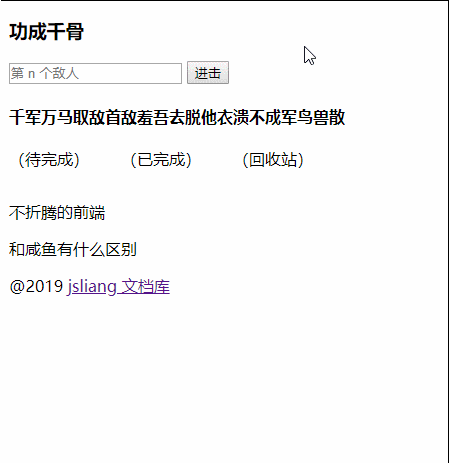 功成千骨
第 n 个敌人 进击
千军万马取敌首敌羞吾去脱他衣溃不成军鸟兽散
（待完成） （已完成） （回收站）
不折腾的前端
和咸鱼有什么区别
@2019 jsliang 文档库